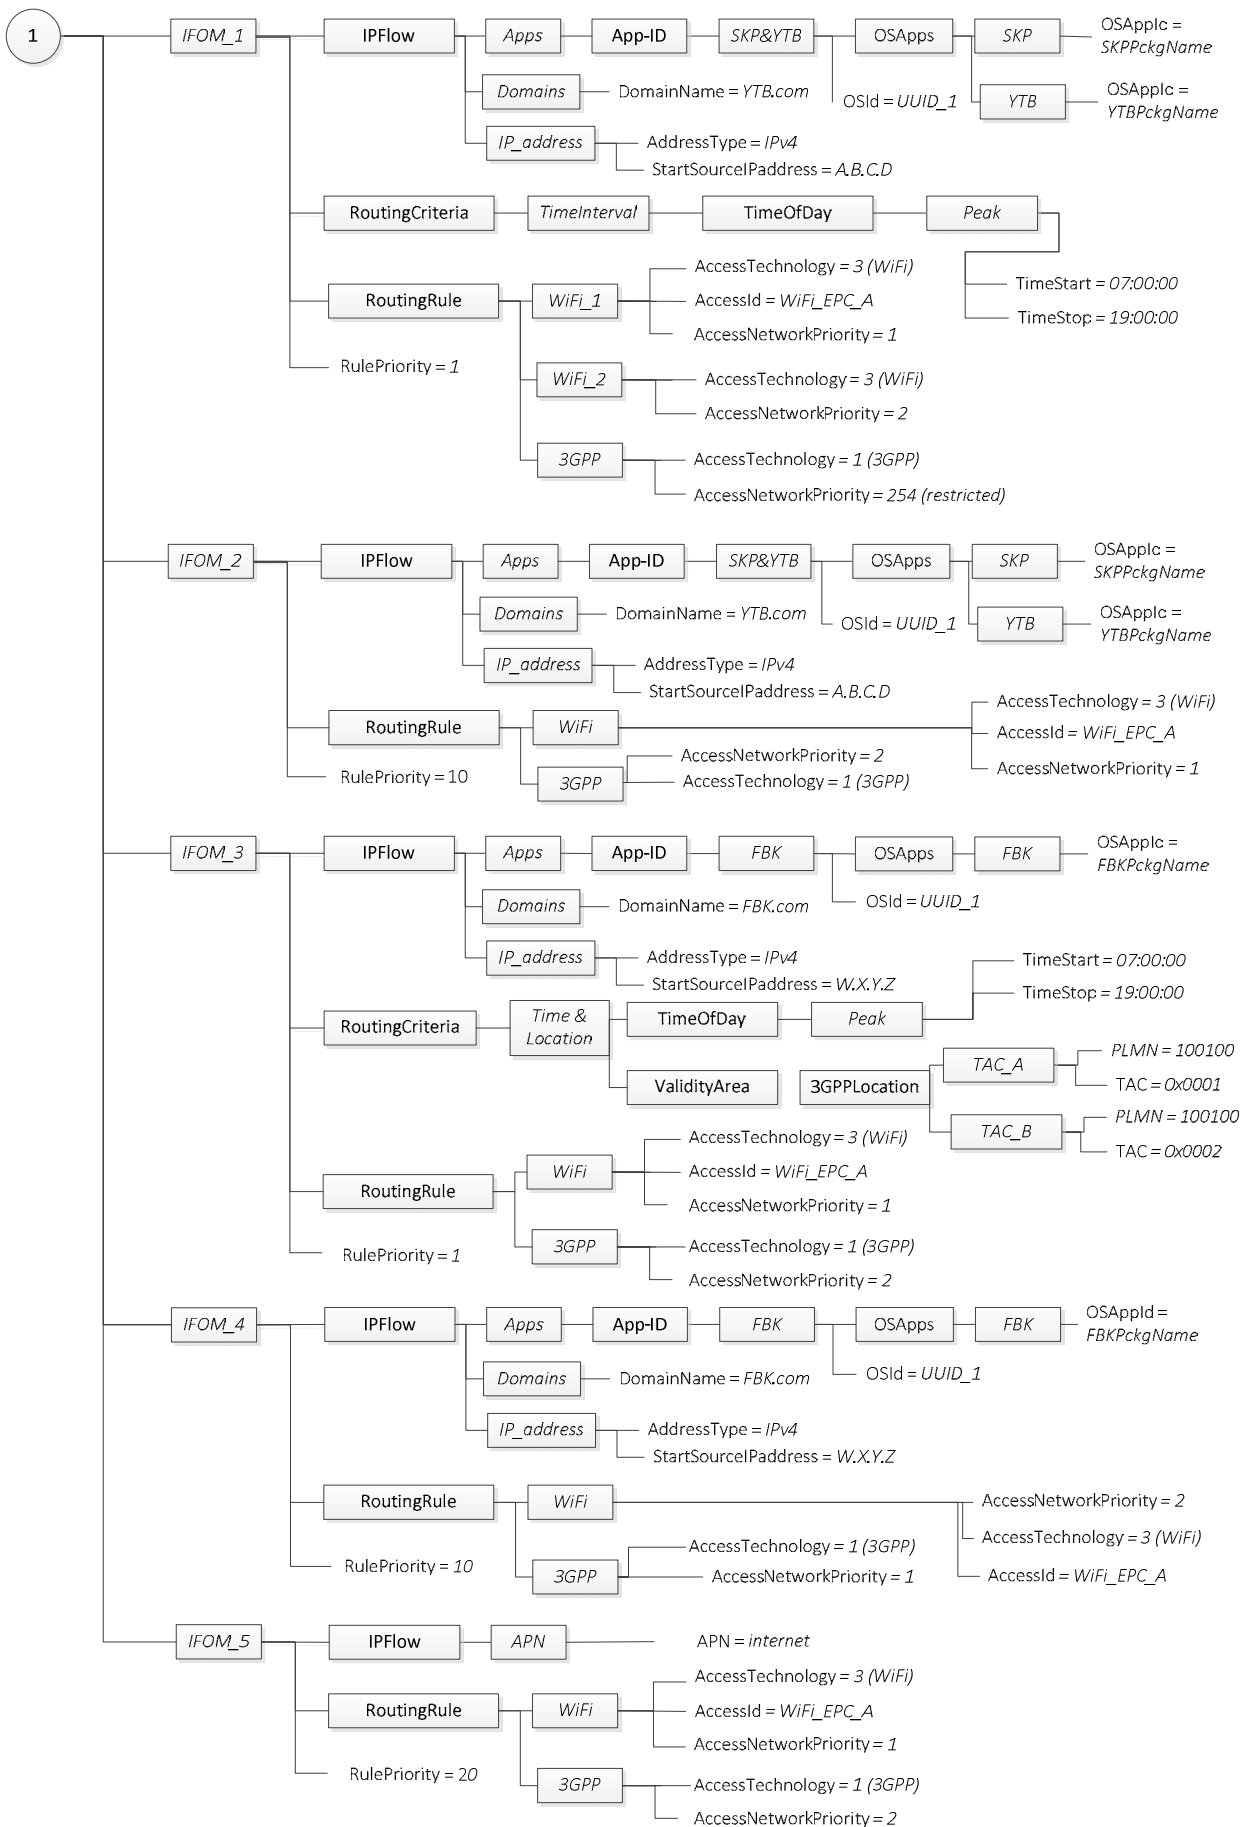 1
IFOM_1
IPFlow
Apps
App-ID
SKP&YTB
OSApps
SKP
OSAppIc =
SKPPckgName
Domains
DomainName = YTB.com
OSId = UUID_1
YTB
OSAppIc =
YTBPckgName
IP_address
AddressType = IPv4
StartSourceIPaddress = A.B.C.D
RoutingCriteria
TimeInterval
TimeOfDay
Peak
TimeStart = 07:00:00
TimeStop = 19:00:00
RoutingRule
WiFi_1
AccessTechnology = 3 (WiFi)
AccessId = WiFi_EPC_A
AccessNetworkPriority = 1
RulePriority = 1
WiFi_2
AccessTechnology = 3 (WiFi)
AccessNetworkPriority = 2
3GPP
AccessTechnology = 1 (3GPP)
AccessNetworkPriority = 254 (restricted)
IFOM_2
IPFlow
Apps
App-ID
SKP&YTB
OSApps
SKP
OSAppIc =
SKPPckgName
Domains
DomainName = YTB.com
OSId = UUID_1
YTB
OSAppIc =
YTBPckgName
IP_address
AddressType = IPv4
StartSourceIPaddress = A.B.C.D
RoutingRule
WiFi
AccessTechnology = 3 (WiFi)
AccessId = WiFi_EPC_A
AccessNetworkPriority = 1
RulePriority = 10
3GPP
AccessNetworkPriority = 2
AccessTechnology = 1 (3GPP)
IFOM_3
IPFlow
Apps
App-ID
FBK
OSApps
FBK
OSAppIc =
FBKPckgName
Domains
DomainName = FBK.com
OSId = UUID_1
IP_address
AddressType = IPv4
StartSourceIPaddress = W.X.Y.Z
RoutingCriteria
Time &
Location
TimeOfDay
Peak
TimeStart = 07:00:00
TimeStop = 19:00:00
ValidityArea
3GPPLocation
TAC_A
PLMN = 100100
TAC = 0x0001
TAC_B
PLMN = 100100
TAC = 0x0002
RoutingRule
WiFi
AccessTechnology = 3 (WiFi)
AccessId = WiFi_EPC_A
AccessNetworkPriority = 1
RulePriority = 1
3GPP
AccessTechnology = 1 (3GPP)
AccessNetworkPriority = 2
IFOM_4
IPFlow
Apps
App-ID
FBK
OSApps
FBK
OSAppId =
FBKPckgName
Domains
DomainName = FBK.com
OSId = UUID_1
IP_address
AddressType = IPv4
StartSourceIPaddress = W.X.Y.Z
RoutingRule
WiFi
AccessNetworkPriority = 2
AccessTechnology = 3 (WiFi)
AccessId = WiFi_EPC_A
RulePriority = 10
3GPP
AccessTechnology = 1 (3GPP)
AccessNetworkPriority = 1
IFOM_5
IPFlow
APN
APN = internet
RoutingRule
WiFi
AccessTechnology = 3 (WiFi)
AccessId = WiFi_EPC_A
AccessNetworkPriority = 1
RulePriority = 20
3GPP
AccessTechnology = 1 (3GPP)
AccessNetworkPriority = 2